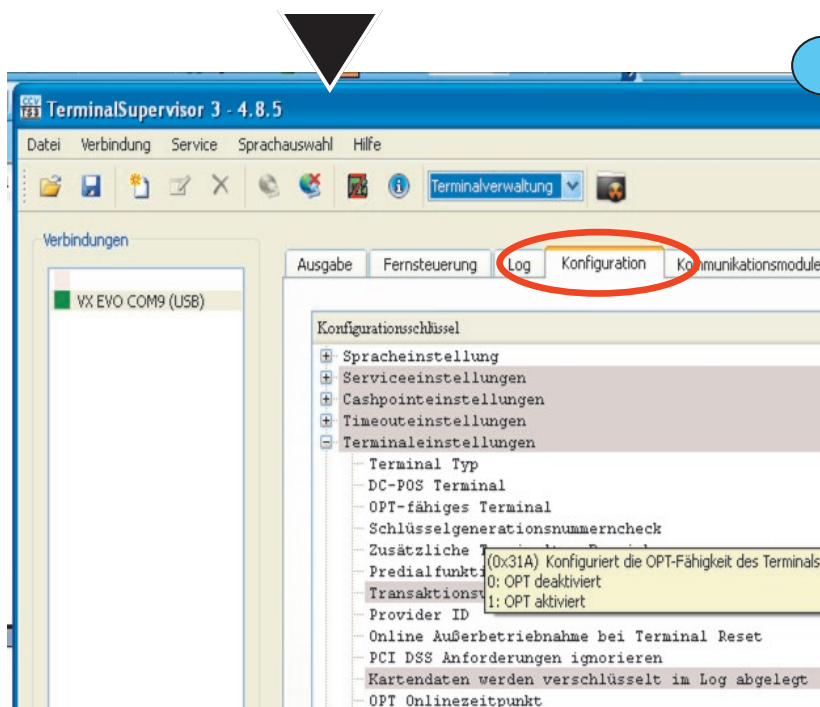 CCV
TS3
TerminalSupervisor 3 - 4.8.5
Datei Verbindung Service Sprachauswahl Hilfe
Terminalverwaltung
Verbindungen
VX EVO COM9 (USB)
Ausgabe Fernsteuerung Log Konfiguration Kommunikationsmodule
Konfigurationsschlüssel
Spracheinstellung
Serviceeinstellungen
Cashpointeinstellungen
Timeouteinstellungen
Terminaleinstellungen
Terminal Typ
DC-POS Terminal
OPT-fähiges Terminal
Schlüsselgenerationsnummerncheck
Zusätzliche
(0x31A) Konfiguriert die OPT-Fähigkeit des Terminals
0: OPT deaktiviert
1: OPT aktiviert
Predialfunkti
Transaktions
Provider ID
Online Außerbetriebnahme bei Terminal Reset
PCI DSS Anforderungen ignorieren
Kartendaten werden verschlüsselt im Log abgelegt
OPT Onlinezeitpunkt